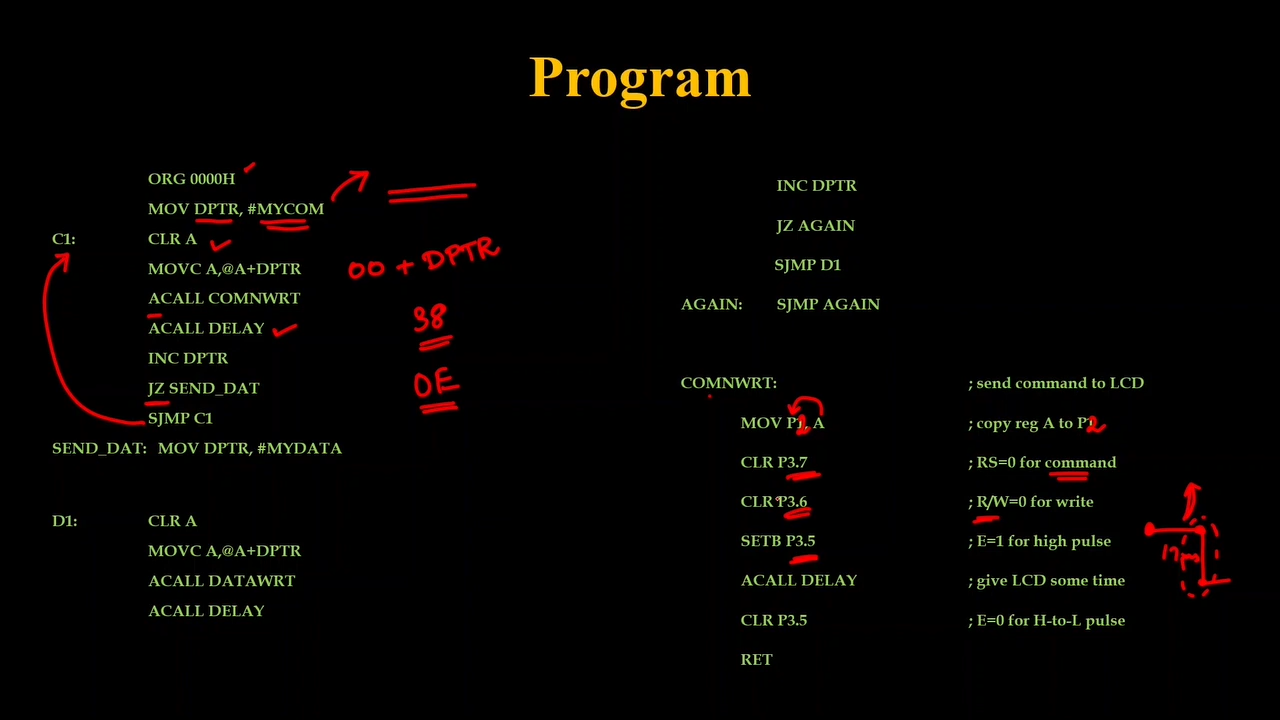 Program
ORG 0000H
MOV DPTR, #MYCOM
C1: CLR A
MOVC A,@A+DPTR
ACALL COMNWRT
ACALL DELAY
INC DPTR
JZ SEND_DAT
SJMP C1
SEND_DAT: MOV DPTR, #MYDATA
D1: CLR A
MOVC A,@A+DPTR
ACALL DATAWRT
ACALL DELAY
00 + DPTR
38
0E
INC DPTR
JZ AGAIN
SJMP D1
AGAIN: SJMP AGAIN
COMNWRT: ; send command to LCD
MOV P2, A ; copy reg A to P2
CLR P3.7 ; RS=0 for command
CLR P3.6 ; R/W=0 for write
SETB P3.5 ; E=1 for high pulse
ACALL DELAY ; give LCD some time
CLR P3.5 ; E=0 for H-to-L pulse
RET